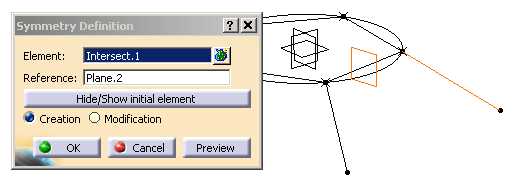 Symmetry Definition
Element: Intersect.1
Reference: Plane.2
Hide/Show initial element
Creation Modification
OK Cancel Preview